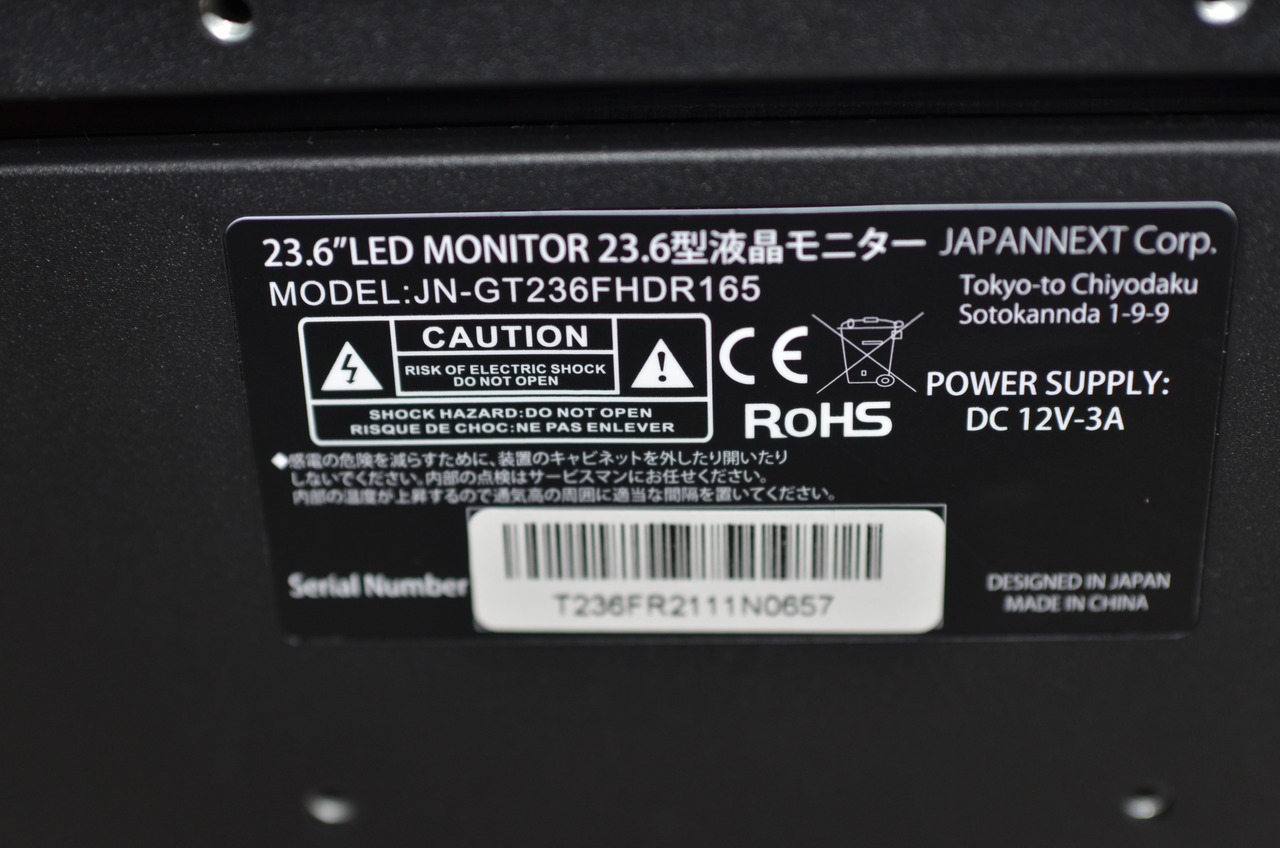 23.6"LED MONITOR 23.6型液晶モニター
JAPANNEXT Corp.
MODEL:JN-GT236FHDR165
Tokyo-to Chiyodaku
Sotokannda 1-9-9
CAUTION
RISK OF ELECTRIC SHOCK
DO NOT OPEN
SHOCK HAZARD:DO NOT OPEN
RISQUE DE CHOC:NE PAS ENLEVER
CE
RoHS
POWER SUPPLY:
DC 12V-3A
◆感電の危険を減らすために、装置のキャビネットを外したり開いたり
しないでください。内部の点検はサービスマンにお任せください。
内部の温度が上昇するので通気高の周囲に適当な間隔を置いてください。
Serial Number
T236FR2111N0657
DESIGNED IN JAPAN
MADE IN CHINA